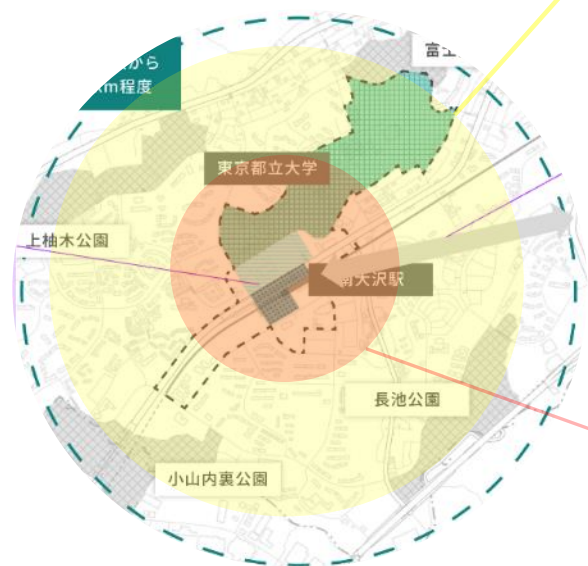 から
km程度
富士
東京都立大学
上柚木公園
南大沢駅
長池公園
小山内裏公園